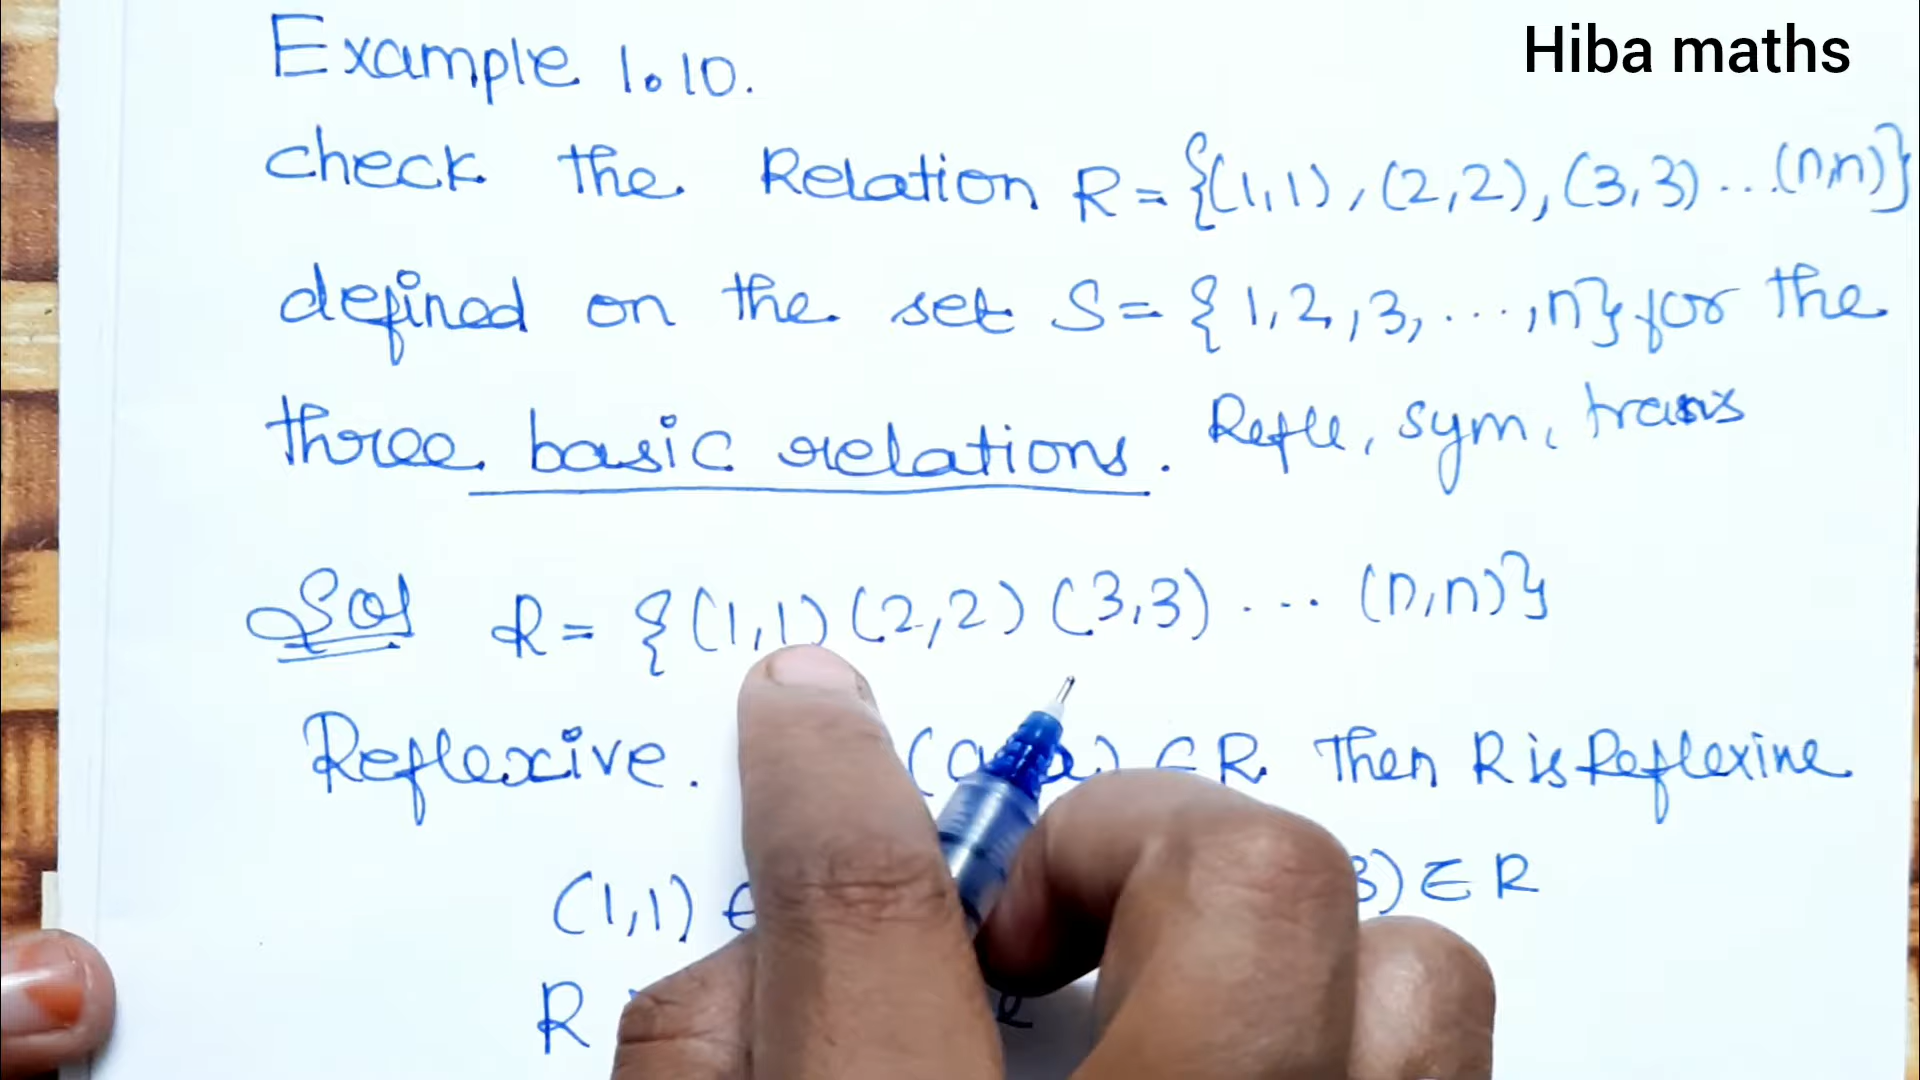 Hiba maths
Example 1.10.
check the Relation R = {(1,1), (2,2), (3,3) ... (n,n)}
defined on the set S = {1,2,3,...,n} for the
three basic relations. Refle, sym, trans
Sol R = {(1,1) (2,2) (3,3) ... (n,n)}
Reflexive. ∈ R Then R is Reflexive
(1,1) ∈ 3) ∈ R
R